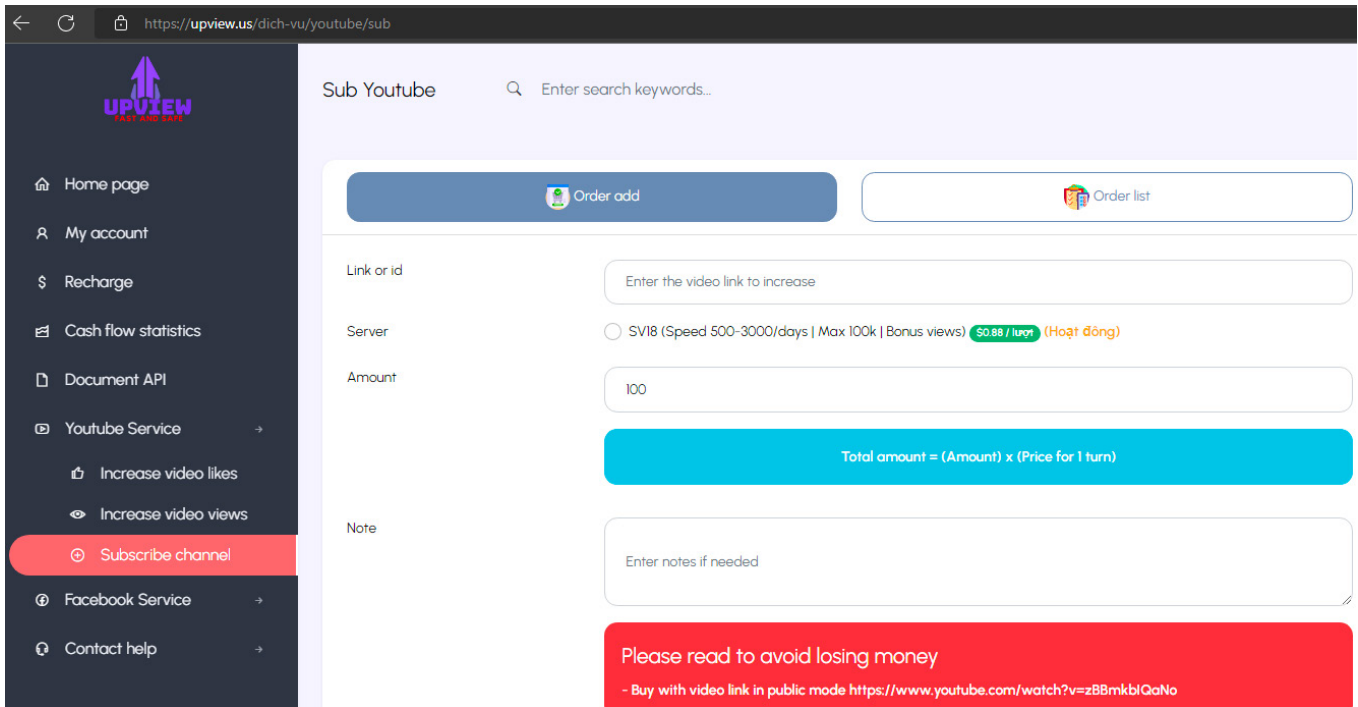 https://upview.us/dich-vu/youtube/sub
UPVIEW
FAST AND SAFE
Home page
My account
Recharge
Cash flow statistics
Document API
Youtube Service
Increase video likes
Increase video views
Subscribe channel
Facebook Service
Contact help
Sub Youtube
Enter search keywords...
Order add
Order list
Link or id
Enter the video link to increase
Server
SV18 (Speed 500-3000/days | Max 100k | Bonus views) $0.88 / lượt (Hoạt động)
Amount
100
Total amount = (Amount) x (Price for 1 turn)
Note
Enter notes if needed
Please read to avoid losing money
- Buy with video link in public mode https://www.youtube.com/watch?v=zBBmkbIQaNo